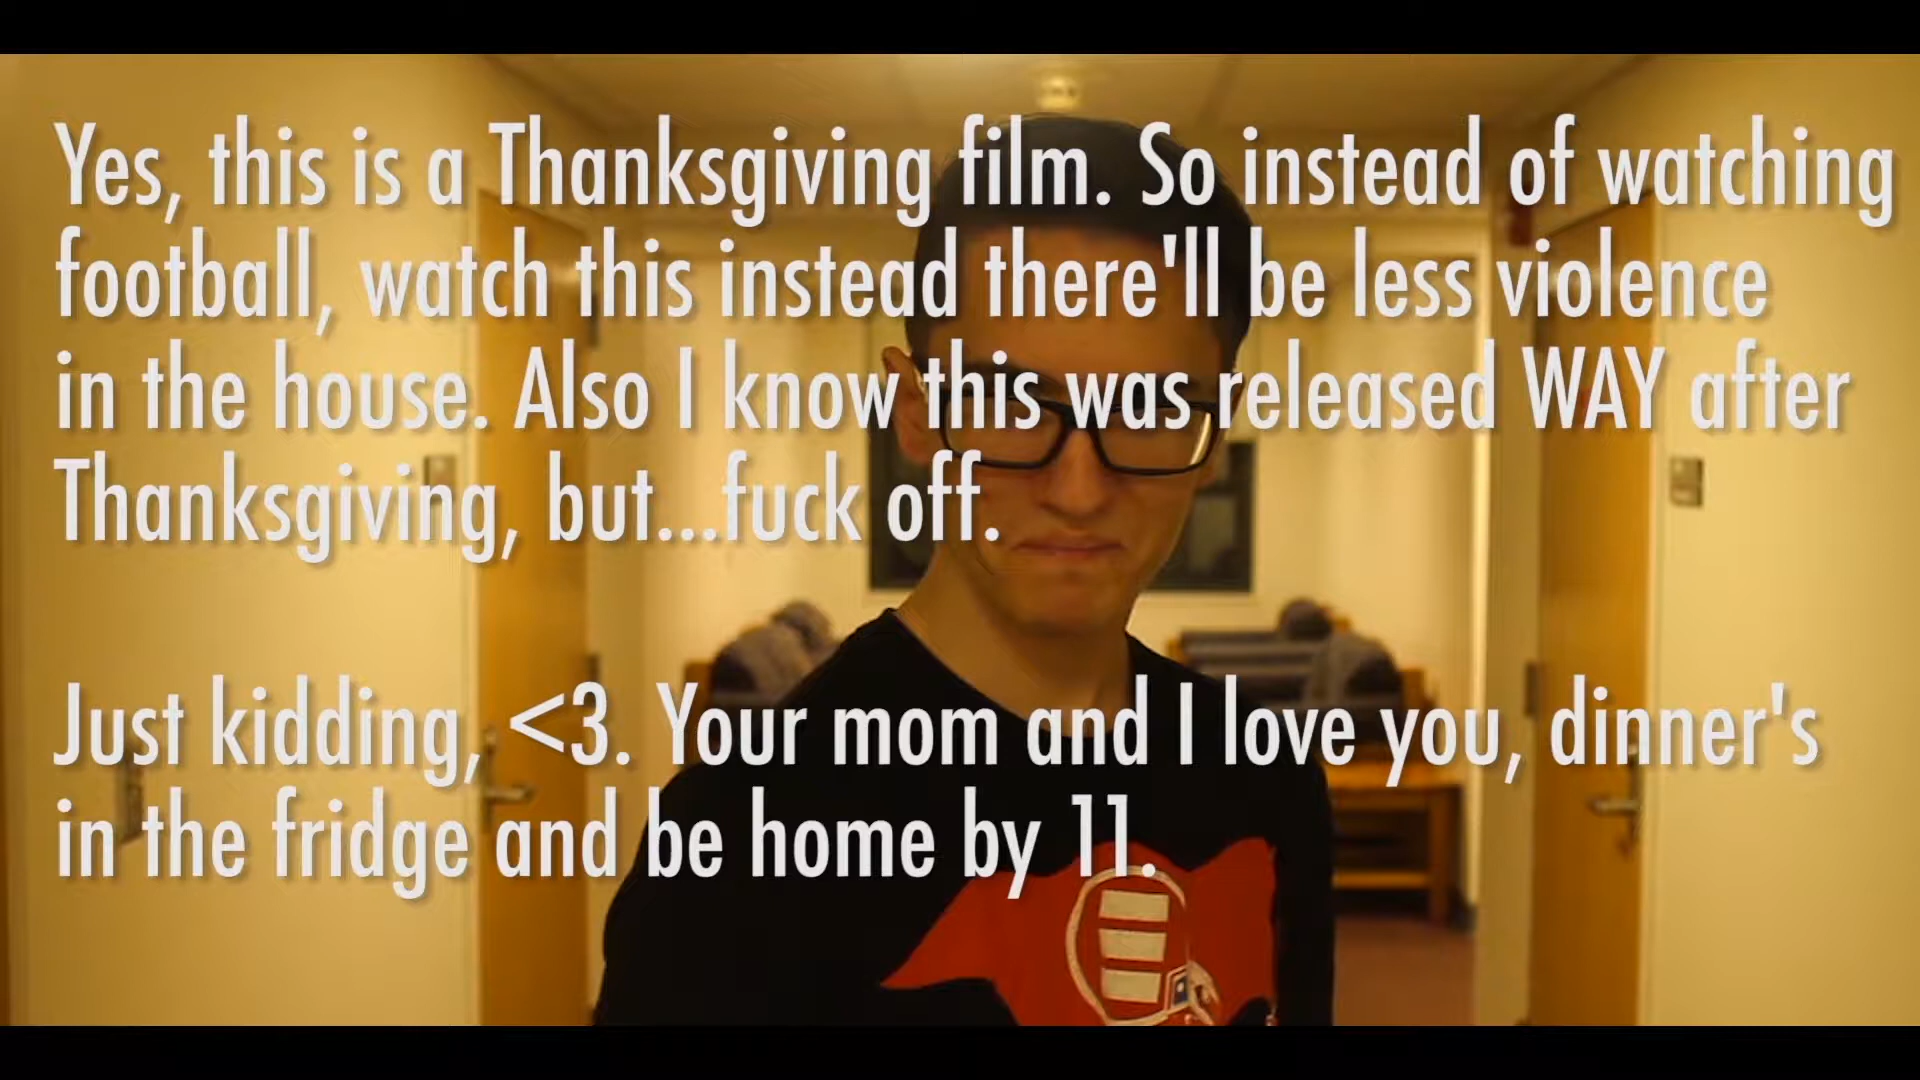 Yes, this is a Thanksgiving film. So instead of watching
football, watch this instead there'll be less violence
in the house. Also I know this was released WAY after
Thanksgiving, but...fuck off.
Just kidding, <3. Your mom and I love you, dinner's
in the fridge and be home by 11.